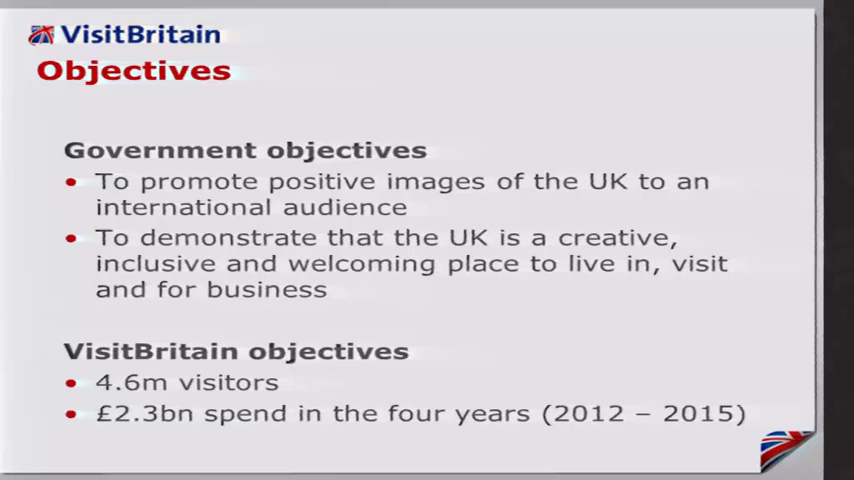 VisitBritain
Objectives
Government objectives
• To promote positive images of the UK to an
international audience
• To demonstrate that the UK is a creative,
inclusive and welcoming place to live in, visit
and for business
VisitBritain objectives
• 4.6m visitors
• £2.3bn spend in the four years (2012 – 2015)